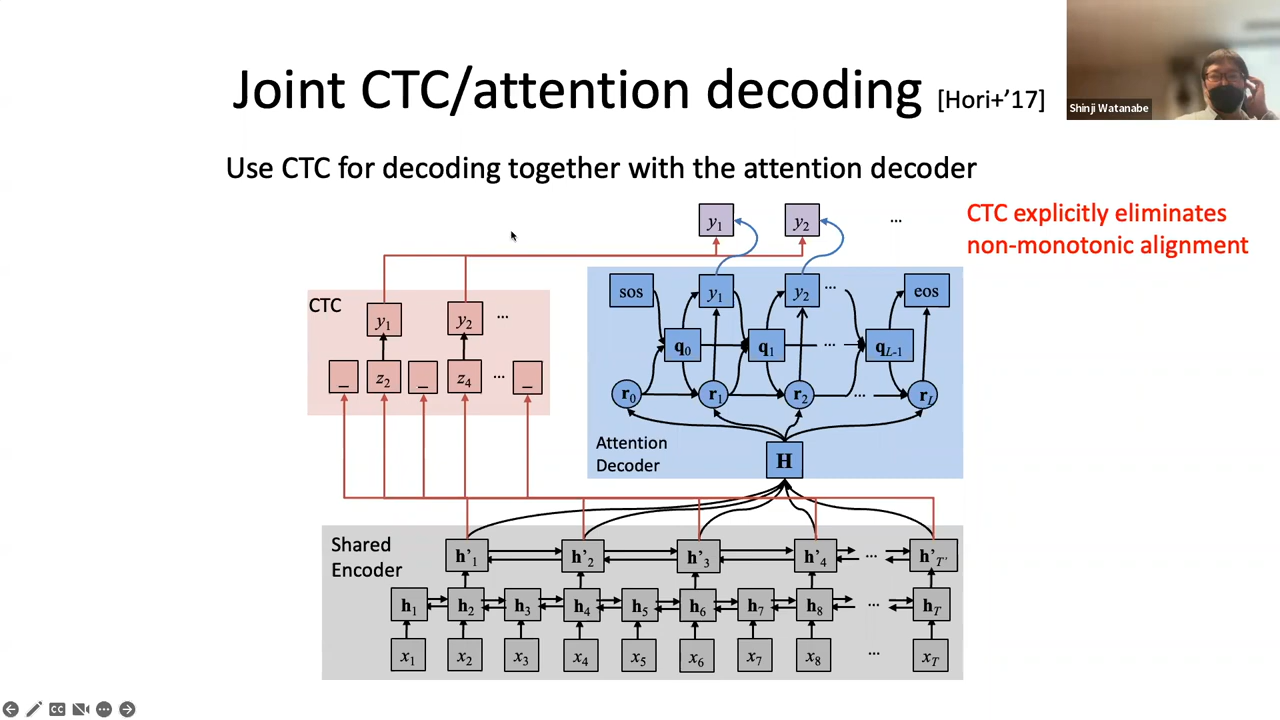 Joint CTC/attention decoding [Hori+’17]
Shinji Watanabe
Use CTC for decoding together with the attention decoder
CTC explicitly eliminates
non-monotonic alignment
y1 y2 ...
CTC
y1 y2 ...
_ z2 _ z4 ... _
sos y1 y2 ... eos
q0 q1 ... qL-1
r0 r1 r2 ... rL
Attention
Decoder
H
Shared
Encoder
h’1 h’2 h’3 h’4 ... h’T’
h1 h2 h3 h4 h5 h6 h7 h8 ... hT
x1 x2 x3 x4 x5 x6 x7 x8 ... xT
CC